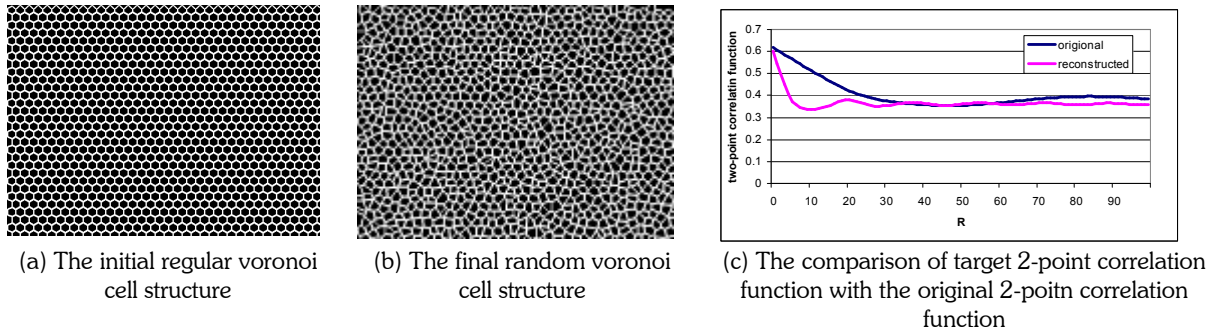 two-point correlatin function
0.7
0.6
0.5
0.4
0.3
0.2
0.1
0
0 10 20 30 40 50 60 70 80 90
R
origional
reconstructed
(a) The initial regular voronoi
cell structure
(b) The final random voronoi
cell structure
(c) The comparison of target 2-point correlation
function with the original 2-poitn correlation
function